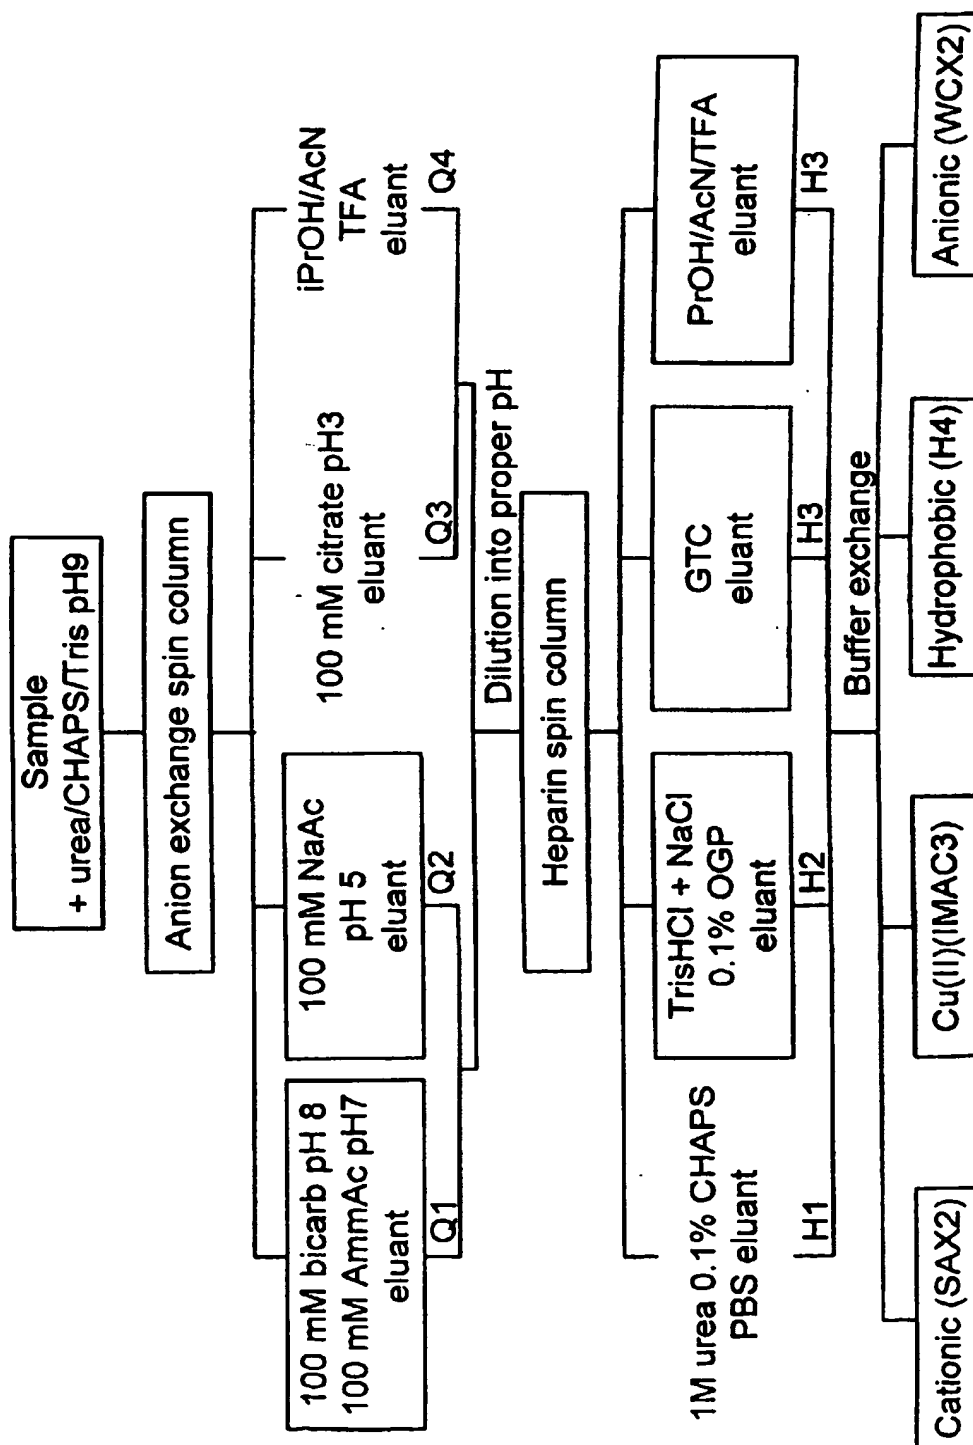 Sample
+ urea/CHAPS/Tris pH9
Anion exchange spin column
100 mM bicarb pH 8
100 mM AmmAc pH7
eluant
Q1
100 mM NaAc
pH 5
eluant
Q2
100 mM citrate pH3
eluant
Q3
iPrOH/AcN
TFA
eluant
Q4
Dilution into proper pH
Heparin spin column
1M urea 0.1% CHAPS
PBS eluant
H1
TrisHCl + NaCl
0.1% OGP
eluant
H2
GTC
eluant
H3
PrOH/AcN/TFA
eluant
H3
Buffer exchange
Cationic (SAX2)
Cu(II)(IMAC3)
Hydrophobic (H4)
Anionic (WCX2)